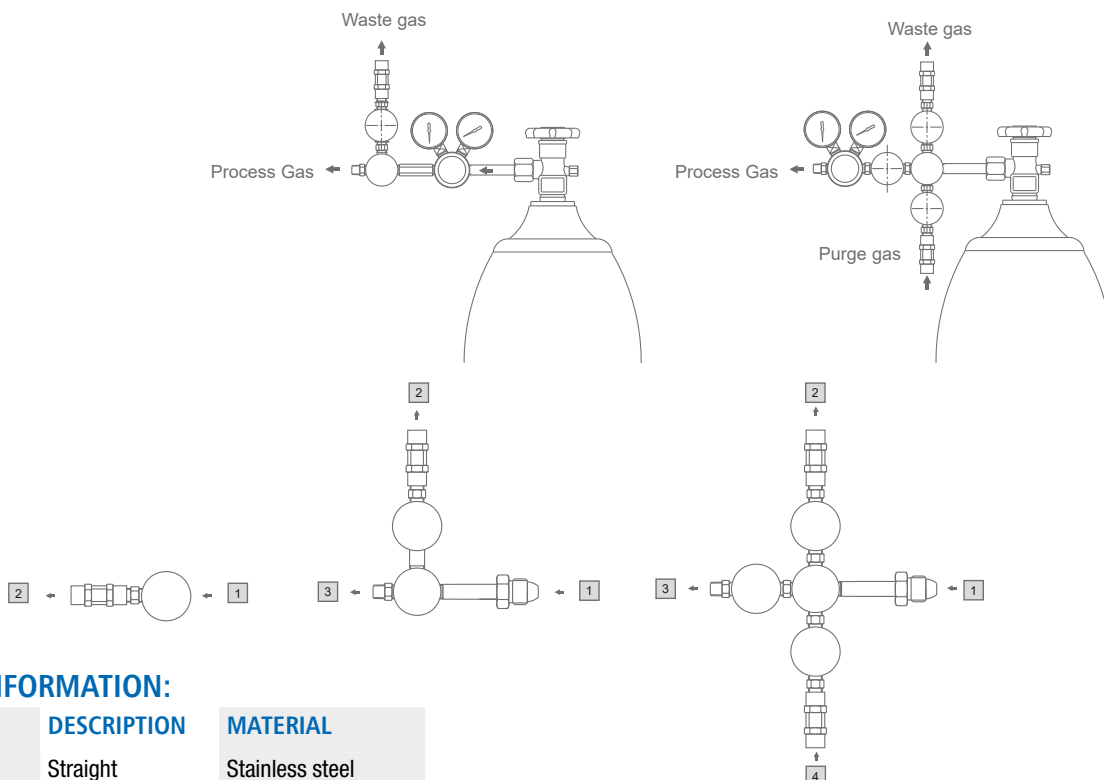 Waste gas
Process Gas
Waste gas
Process Gas
Purge gas
2
3
1
2
1
2
3
1
4
NFORMATION:
DESCRIPTION MATERIAL
Straight Stainless steel